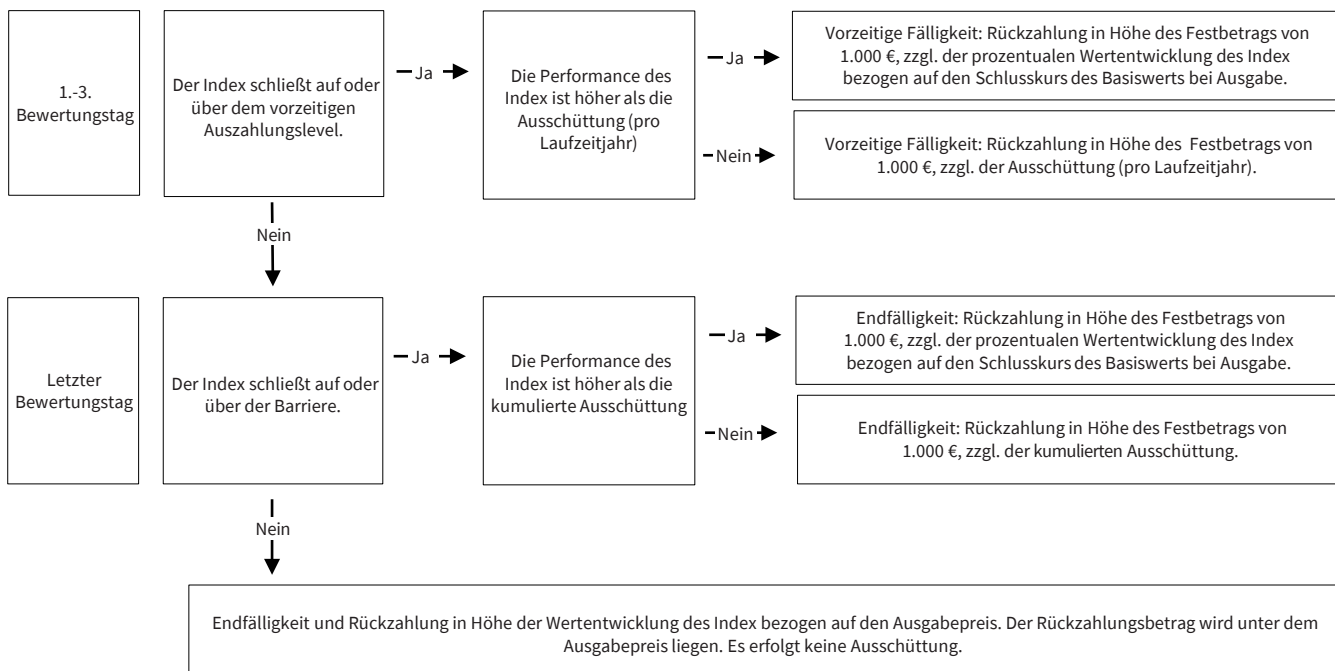 1.-3.
Bewertungstag
Der Index schließt auf oder
über dem vorzeitigen
Auszahlungslevel.
Ja
Die Performance des
Index ist höher als die
Ausschüttung (pro
Laufzeitjahr)
Ja
Vorzeitige Fälligkeit: Rückzahlung in Höhe des Festbetrags von
1.000 €, zzgl. der prozentualen Wertentwicklung des Index
bezogen auf den Schlusskurs des Basiswerts bei Ausgabe.
Nein
Vorzeitige Fälligkeit: Rückzahlung in Höhe des Festbetrags von
1.000 €, zzgl. der Ausschüttung (pro Laufzeitjahr).
Nein
Letzter
Bewertungstag
Der Index schließt auf oder
über der Barriere.
Ja
Die Performance des
Index ist höher als die
kumulierte Ausschüttung
Ja
Endfälligkeit: Rückzahlung in Höhe des Festbetrags von
1.000 €, zzgl. der prozentualen Wertentwicklung des Index
bezogen auf den Schlusskurs des Basiswerts bei Ausgabe.
Nein
Endfälligkeit: Rückzahlung in Höhe des Festbetrags von
1.000 €, zzgl. der kumulierten Ausschüttung.
Nein
Endfälligkeit und Rückzahlung in Höhe der Wertentwicklung des Index bezogen auf den Ausgabepreis. Der Rückzahlungsbetrag wird unter dem
Ausgabepreis liegen. Es erfolgt keine Ausschüttung.